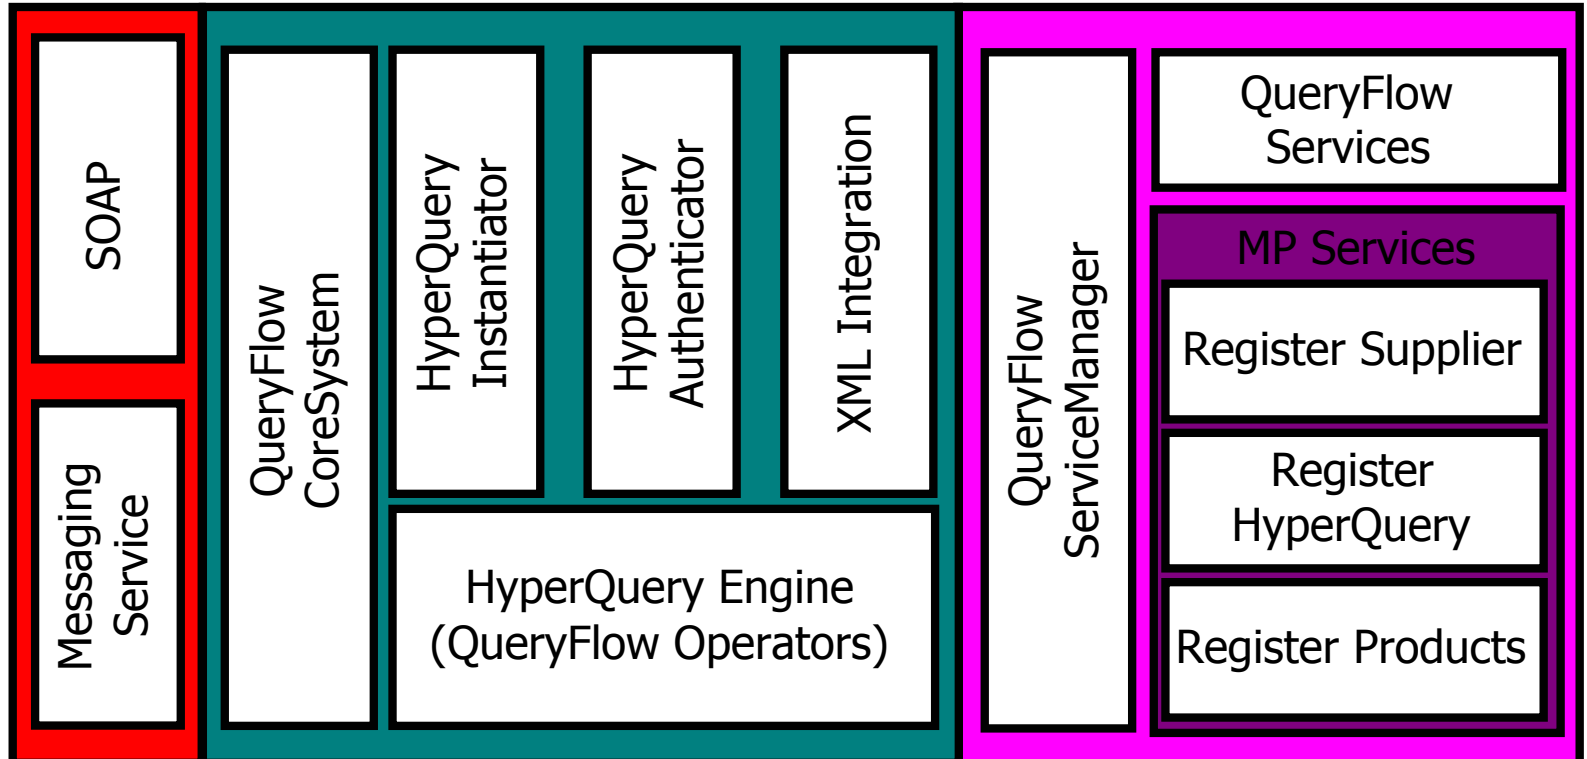 SOAP
Messaging
Service
QueryFlow
CoreSystem
HyperQuery
Instantiator
HyperQuery
Authenticator
XML Integration
HyperQuery Engine
(QueryFlow Operators)
QueryFlow
ServiceManager
QueryFlow
Services
MP Services
Register Supplier
Register
HyperQuery
Register Products